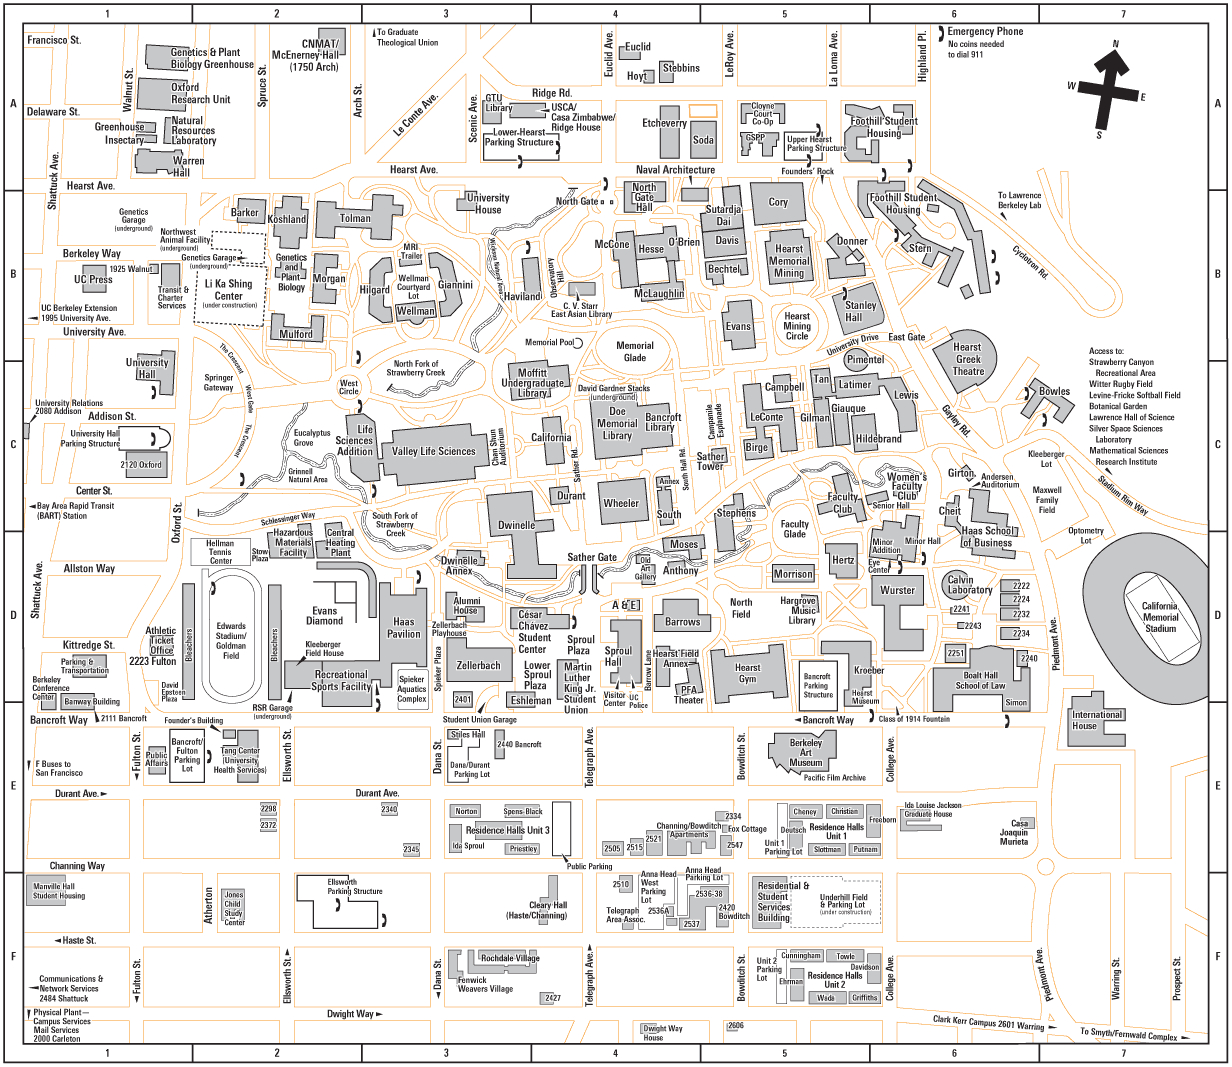 1 2 3 4 5 6 7
A
B
C
D
E
F
Francisco St.
Genetics & Plant
Biology Greenhouse
CNMAT/
McEnerney Hall
(1750 Arch)
To Graduate
Theological Union
Euclid Ave.
Euclid
Hoyt
Stebbins
LeRoy Ave.
La Loma Ave.
Highland Pl.
Emergency Phone
No coins needed
to dial 911
N
W
E
S
Walnut St.
Spruce St.
Arch St.
Oxford
Research Unit
Delaware St.
Greenhouse
Insectary
Natural
Resources
Laboratory
Warren
Hall
Le Conte Ave.
Scenic Ave.
Ridge Rd.
GTU
Library
USCA/
Casa Zimbabwe/
Ridge House
Lower-Hearst
Parking Structure
Etcheverry
Soda
Cloyne
Court
Co-Op
GSPP
Upper Hearst
Parking Structure
Foothill Student
Housing
Shattuck Ave.
Hearst Ave.
Hearst Ave.
Naval Architecture
Founders' Rock
Genetics
Garage
(underground)
Barker
Koshland
Tolman
University
House
North Gate
North
Gate
Hall
Sutardja
Dai
Cory
Foothill Student
Housing
To Lawrence
Berkeley Lab
Northwest
Animal Facility
(underground)
Berkeley Way
Genetics Garage
(underground)
MRI
Trailer
McCone
Hesse
O'Brien
Davis
Hearst
Memorial
Mining
Donner
Stern
Cyclotron Rd.
1925 Walnut
UC Press
Transit &
Charter
Services
Li Ka Shing
Center
(under construction)
Genetics
and
Plant
Biology
Morgan
Hilgard
Wellman
Courtyard
Lot
Giannini
Wellman
Wickson Natural Area
Haviland
Observatory
Hill
C. V. Starr
East Asian Library
McLaughlin
Bechtel
UC Berkeley Extension
1995 University Ave.
University Ave.
Mulford
Evans
Hearst
Mining
Circle
Stanley
Hall
University Drive
East Gate
Memorial Pool
Memorial
Glade
Hearst
Greek
Theatre
University
Hall
The Crescent
Springer
Gateway
West Gate
The Crescent
West
Circle
North Fork of
Strawberry Creek
Moffitt
Undergraduate
Library
David Gardner Stacks
(underground)
Doe
Memorial
Library
Bancroft
Library
Campanile
Esplanade
Campbell
Tan
Pimentel
Latimer
Lewis
LeConte
Gilman
Giauque
Hildebrand
Birge
Gayley Rd.
Bowles
Access to:
Strawberry Canyon
Recreational Area
Witter Rugby Field
Levine-Fricke Softball Field
Botanical Garden
Lawrence Hall of Science
Silver Space Sciences
Laboratory
Mathematical Sciences
Research Institute
University Relations
2080 Addison
Addison St.
University Hall
Parking Structure
2120 Oxford
Eucalyptus
Grove
Grinnell
Natural Area
Life
Sciences
Addition
Valley Life Sciences
Chan Shun
Auditorium
California
Sather Rd.
Sather
Tower
South Hall Rd.
Kleeberger
Lot
Center St.
Bay Area Rapid Transit
(BART) Station
Oxford St.
Durant
Wheeler
Annex
South
Stephens
Faculty
Club
Women's
Faculty
Club
Senior Hall
Girton
Andersen
Auditorium
Cheit
Haas School
of Business
Maxwell
Family
Field
Stadium Rim Way
Schlessinger Way
South Fork of
Strawberry
Creek
Dwinelle
Faculty
Glade
Minor
Addition
Minor Hall
Optometry
Lot
Hellman
Tennis
Center
Stow
Plaza
Hazardous
Materials
Facility
Central
Heating
Plant
Allston Way
Shattuck Ave.
Dwinelle
Annex
Sather Gate
Old
Art
Gallery
Moses
Anthony
Morrison
Hertz
Eye
Center
Wurster
Calvin
Laboratory
2222
2224
2232
2234
2241
2243
California
Memorial
Stadium
Bleachers
Edwards
Stadium/
Goldman
Field
Bleachers
Evans
Diamond
Haas
Pavilion
Alumni
House
César
Chávez
Student
Center
A & E
Barrows
North
Field
Hargrove
Music
Library
Piedmont Ave.
Athletic
Ticket
Office
2223 Fulton
Kleeberger
Field House
Zellerbach
Playhouse
Sproul
Plaza
Kittredge St.
Parking &
Transportation
Recreational
Sports Facility
Spieker
Aquatics
Complex
Spieker Plaza
Zellerbach
Lower
Sproul
Plaza
Martin
Luther
King Jr.
Student
Union
Sproul
Hall
Barrow Lane
Hearst Field
Annex
PFA
Theater
Hearst
Gym
Bancroft
Parking
Structure
Kroeber
Hearst
Museum
2251
Boalt Hall
School of Law
2240
Simon
Berkeley
Conference
Center
Banway Building
David
Epstein
Plaza
RSR Garage
(underground)
2401
Eshleman
Visitor
Center
UC
Police
Bancroft Way
2111 Bancroft
Founder's Building
Student Union Garage
Bancroft Way
Class of 1914 Fountain
International
House
F Buses to
San Francisco
Fulton St.
Public
Affairs
Bancroft/
Fulton
Parking
Lot
Tang Center
(University
Health Services)
Ellsworth St.
Dana St.
Stiles Hall
2440 Bancroft
Dana/Durant
Parking Lot
Telegraph Ave.
Bowditch St.
Berkeley
Art
Museum
Pacific Film Archive
College Ave.
Durant Ave.
Durant Ave.
2298
2372
2340
2345
Norton
Spens-Black
Residence Halls Unit 3
Ida Sproul
Priestley
Public Parking
Channing/Bowditch
Apartments
2334
Fox Cottage
2547
2505
2515
2521
Cheney
Christian
Freeborn
Deutsch
Residence Halls
Unit 1
Unit 1
Parking Lot
Slottman
Putnam
Ida Louise Jackson
Graduate House
Casa
Joaquin
Murieta
Channing Way
Manville Hall
Student Housing
Atherton
Jones
Child
Study
Center
Ellsworth
Parking Structure
Cleary Hall
(Haste/Channing)
2510
Anna Head
West
Parking
Lot
Anna Head
Parking Lot
2536-38
Telegraph
Area Assoc.
2536A
2537
2420
Bowditch
Residential &
Student
Services
Building
Underhill Field
& Parking Lot
(under construction)
Haste St.
Communications &
Network Services
2484 Shattuck
Fulton St.
Ellsworth St.
Dana St.
Rochdale Village
Fenwick
Weavers Village
2427
Telegraph Ave.
Bowditch St.
Unit 2
Parking
Lot
Cunningham
Towle
Davidson
Ehrman
Residence Halls
Unit 2
Wada
Griffiths
College Ave.
Piedmont Ave.
Warring St.
Prospect St.
Physical Plant—
Campus Services
Mail Services
2000 Carleton
Dwight Way
Dwight Way
House
2606
Clark Kerr Campus 2601 Warring
To Smyth/Fernwald Complex
1 2 3 4 5 6 7
A
B
C
D
E
F